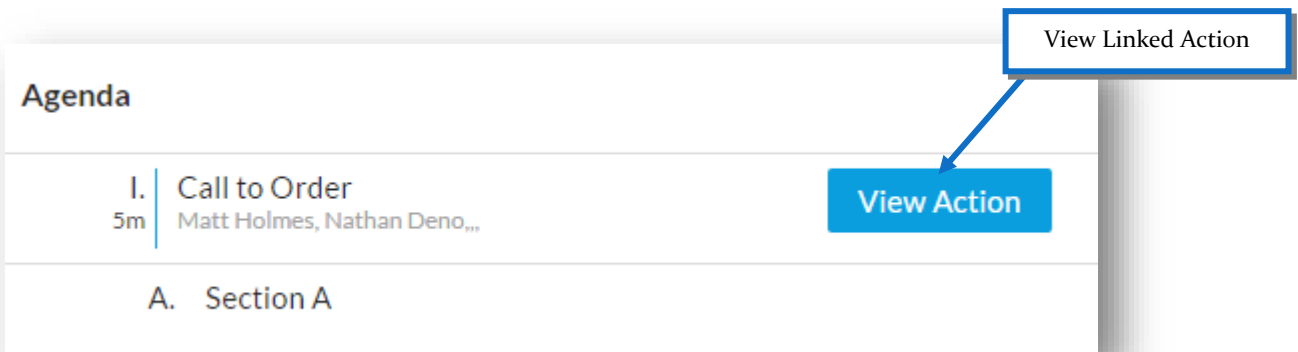 View Linked Action
Agenda
I. Call to Order
5m Matt Holmes, Nathan Deno,,,
View Action
A. Section A